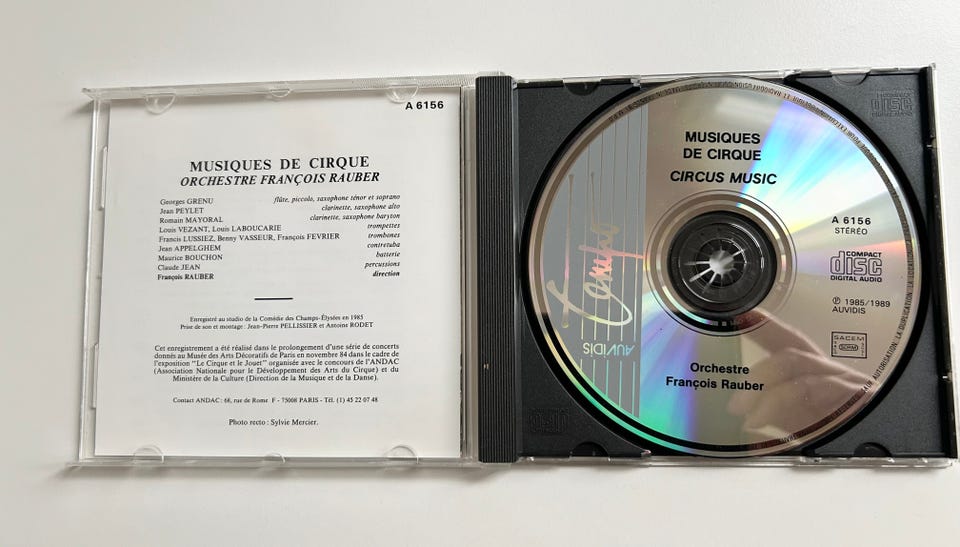 A 6156
MUSIQUES DE CIRQUE
ORCHESTRE FRANÇOIS RAUBER
Georges GRENU flûte, piccolo, saxophone ténor et soprano
Jean PEYLET clarinette, saxophone alto
Romain MAYORAL clarinette, saxophone baryton
Louis VEZANT, Louis LABOUCARIE trompettes
Francis LUSSIEZ, Benny VASSEUR, François FEVRIER trombones
Jean APPELGHEM contretuba
Maurice BOUCHON batterie
Claude JEAN percussions
François RAUBER direction
Enregistré au studio de la Comédie des Champs-Élysées en 1985
Prise de son et montage : Jean-Pierre PELLISSIER et Antoine RODET
Cet enregistrement a été réalisé dans le prolongement d'une série de concerts
donnés au Musée des Arts Décoratifs de Paris en novembre 84 dans le cadre de
l'exposition "Le Cirque et le Jouet" organisée avec le concours de l'ANDAC
(Association Nationale pour le Développement des Arts du Cirque) et du
Ministère de la Culture (Direction de la Musique et de la Danse).
Contact ANDAC : 68, rue de Rome F - 75008 PARIS - Tél. (1) 45 22 07 48
Photo recto : Sylvie Mercier.
MUSIQUES
DE CIRQUE
CIRCUS MUSIC
A 6156
STÉRÉO
COMPACT
disc
DIGITAL AUDIO
℗ 1985/1989
AUVIDIS
SACEM
SDRM
Orchestre
François Rauber
AUVIDIS
COMPACT
disc